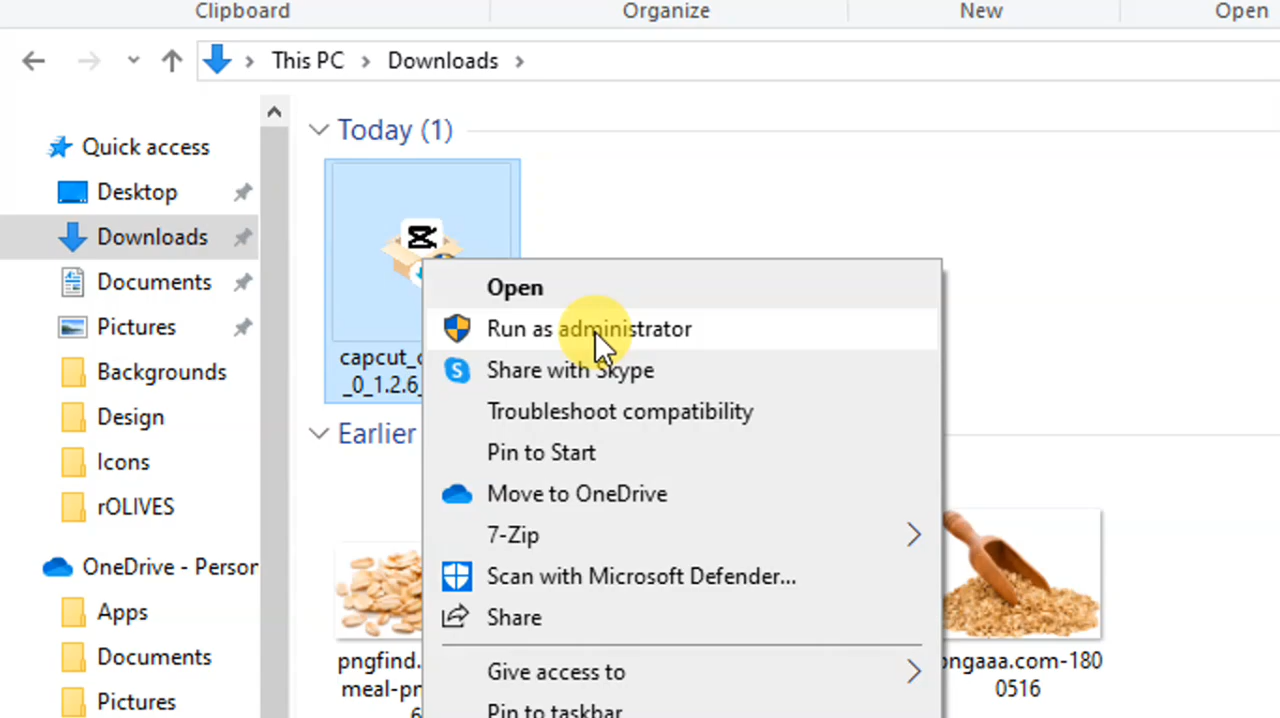 Clipboard
Organize
New
Open
This PC
Downloads
Quick access
Desktop
Downloads
Documents
Pictures
Backgrounds
Design
Icons
rOLIVES
OneDrive - Person
Apps
Documents
Pictures
Today (1)
capcut_
_0_1.2.6_
Earlier
Open
Run as administrator
Share with Skype
Troubleshoot compatibility
Pin to Start
Move to OneDrive
7-Zip
Scan with Microsoft Defender...
Share
Give access to
Pin to taskbar
pngfind.
meal-pn
6
ngaaa.com-180
0516